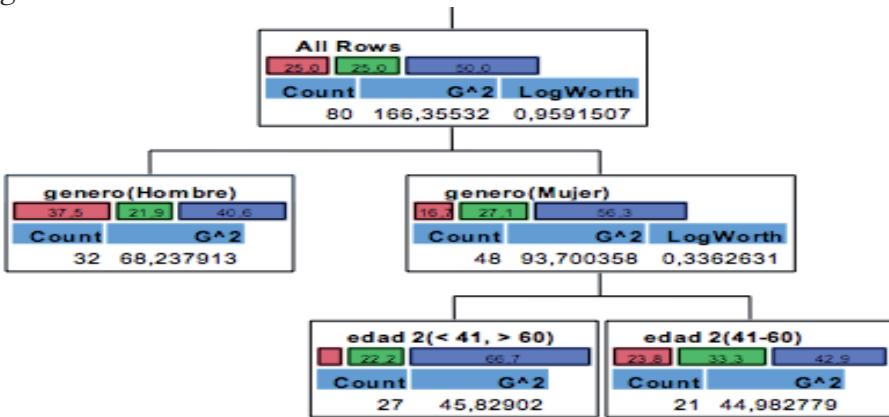 All Rows
25,0 25,0 50,0
Count G^2 LogWorth
80 166,35532 0,9591507
genero(Hombre)
37,5 21,9 40,6
Count G^2
32 68,237913
genero(Mujer)
16,7 27,1 56,3
Count G^2 LogWorth
48 93,700358 0,3362631
edad 2(< 41, > 60)
22,2 66,7
Count G^2
27 45,82902
edad 2(41-60)
23,8 33,3 42,9
Count G^2
21 44,982779